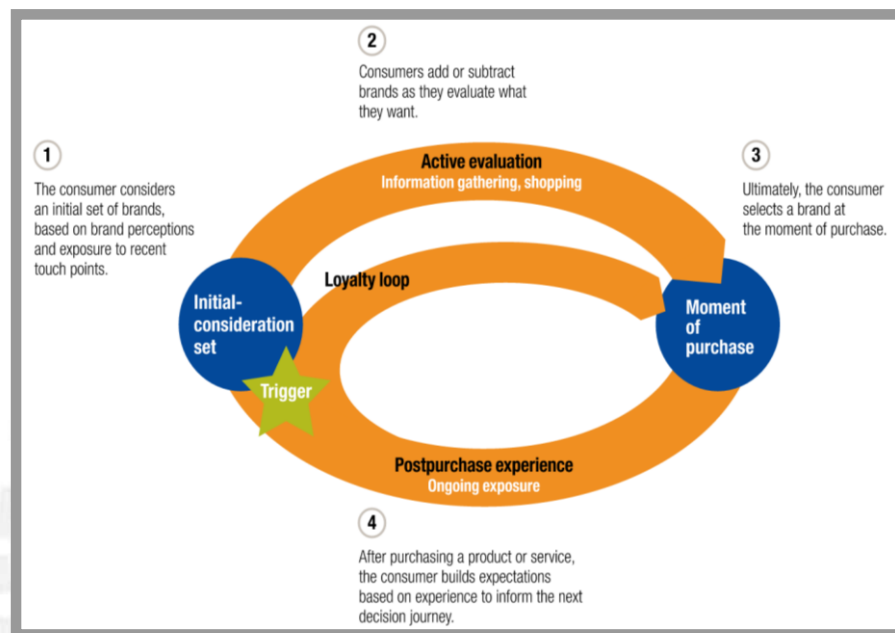 2
Consumers add or subtract
brands as they evaluate what
they want.
1
The consumer considers
an initial set of brands,
based on brand perceptions
and exposure to recent
touch points.
Active evaluation
Information gathering, shopping
3
Ultimately, the consumer
selects a brand at
the moment of purchase.
Loyalty loop
Initial-
consideration
set
Trigger
Moment
of
purchase
Postpurchase experience
Ongoing exposure
4
After purchasing a product or service,
the consumer builds expectations
based on experience to inform the next
decision journey.